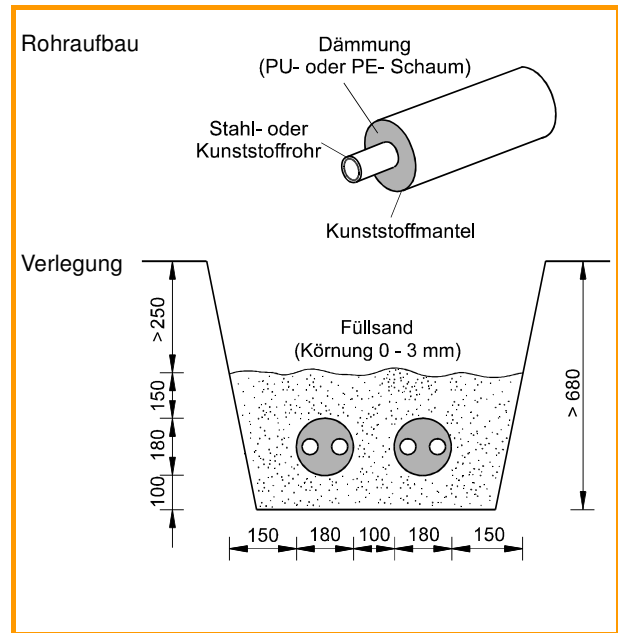 Rohraufbau
Dämmung
(PU- oder PE- Schaum)
Stahl- oder
Kunststoffrohr
Kunststoffmantel
Verlegung
Füllsand
(Körnung 0 - 3 mm)
>250
150
180
100
> 680
150 180 100 180 150